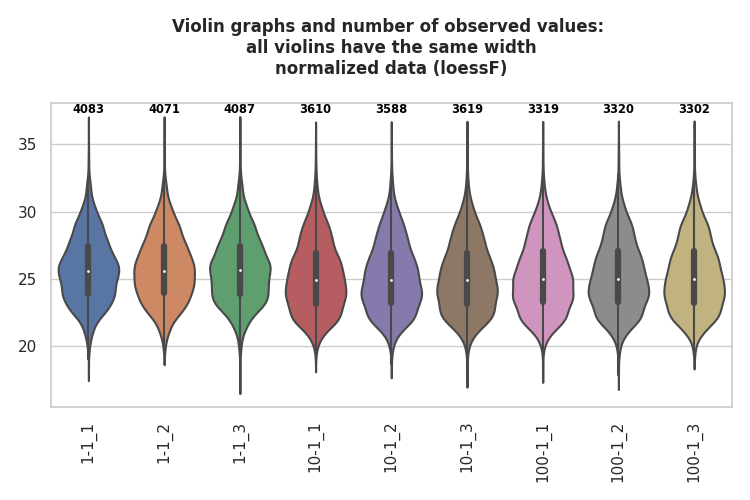 Violin graphs and number of observed values:
all violins have the same width
normalized data (loessF)
4083 4071 4087 3610 3588 3619 3319 3320 3302
35
30
25
20
1-1_1 1-1_2 1-1_3 10-1_1 10-1_2 10-1_3 100-1_1 100-1_2 100-1_3